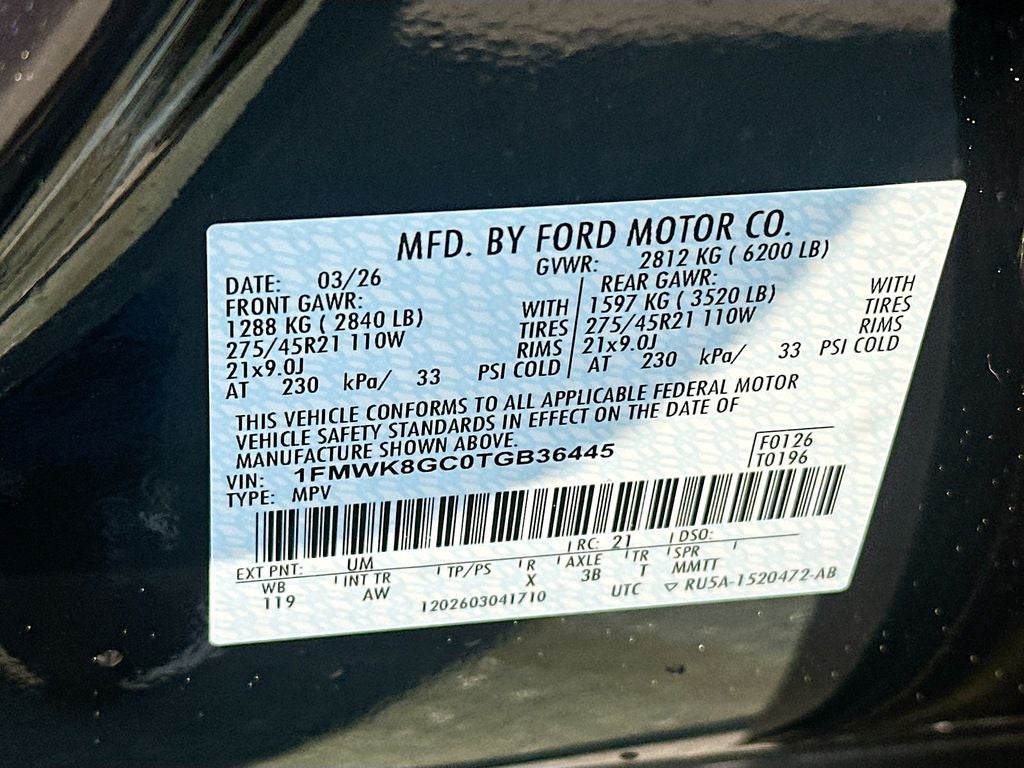 MFD. BY FORD MOTOR CO.
DATE: 03/26 GVWR: 2812 KG ( 6200 LB)
FRONT GAWR: REAR GAWR:
1288 KG ( 2840 LB) WITH 1597 KG ( 3520 LB) WITH
275/45R21 110W TIRES 275/45R21 110W TIRES
21x9.0J RIMS 21x9.0J RIMS
AT 230 kPa/ 33 PSI COLD AT 230 kPa/ 33 PSI COLD
THIS VEHICLE CONFORMS TO ALL APPLICABLE FEDERAL MOTOR
VEHICLE SAFETY STANDARDS IN EFFECT ON THE DATE OF
MANUFACTURE SHOWN ABOVE.
VIN: 1FMWK8GC0TGB36445 F0126
TYPE: MPV T0196
EXT PNT: UM RC: 21 DSO:
WB INT TR TP/PS R AXLE TR SPR
119 AW X 3B T MMTT
1202603041710 UTC ▽ RU5A-1520472-AB